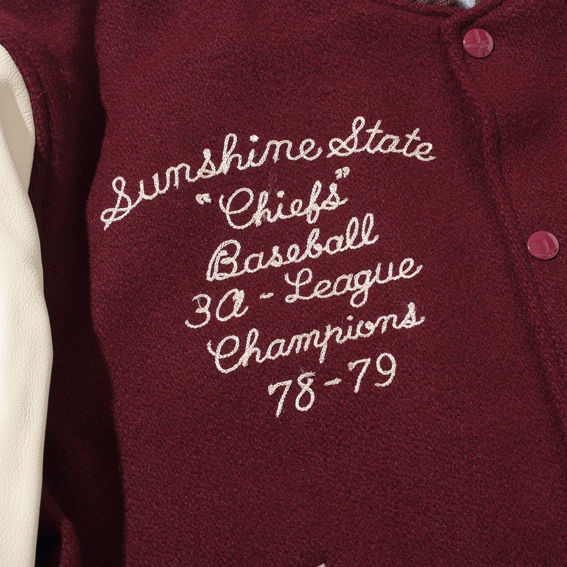 Sunshine State
"Chiefs"
Baseball
3A - League
Champions
78-79